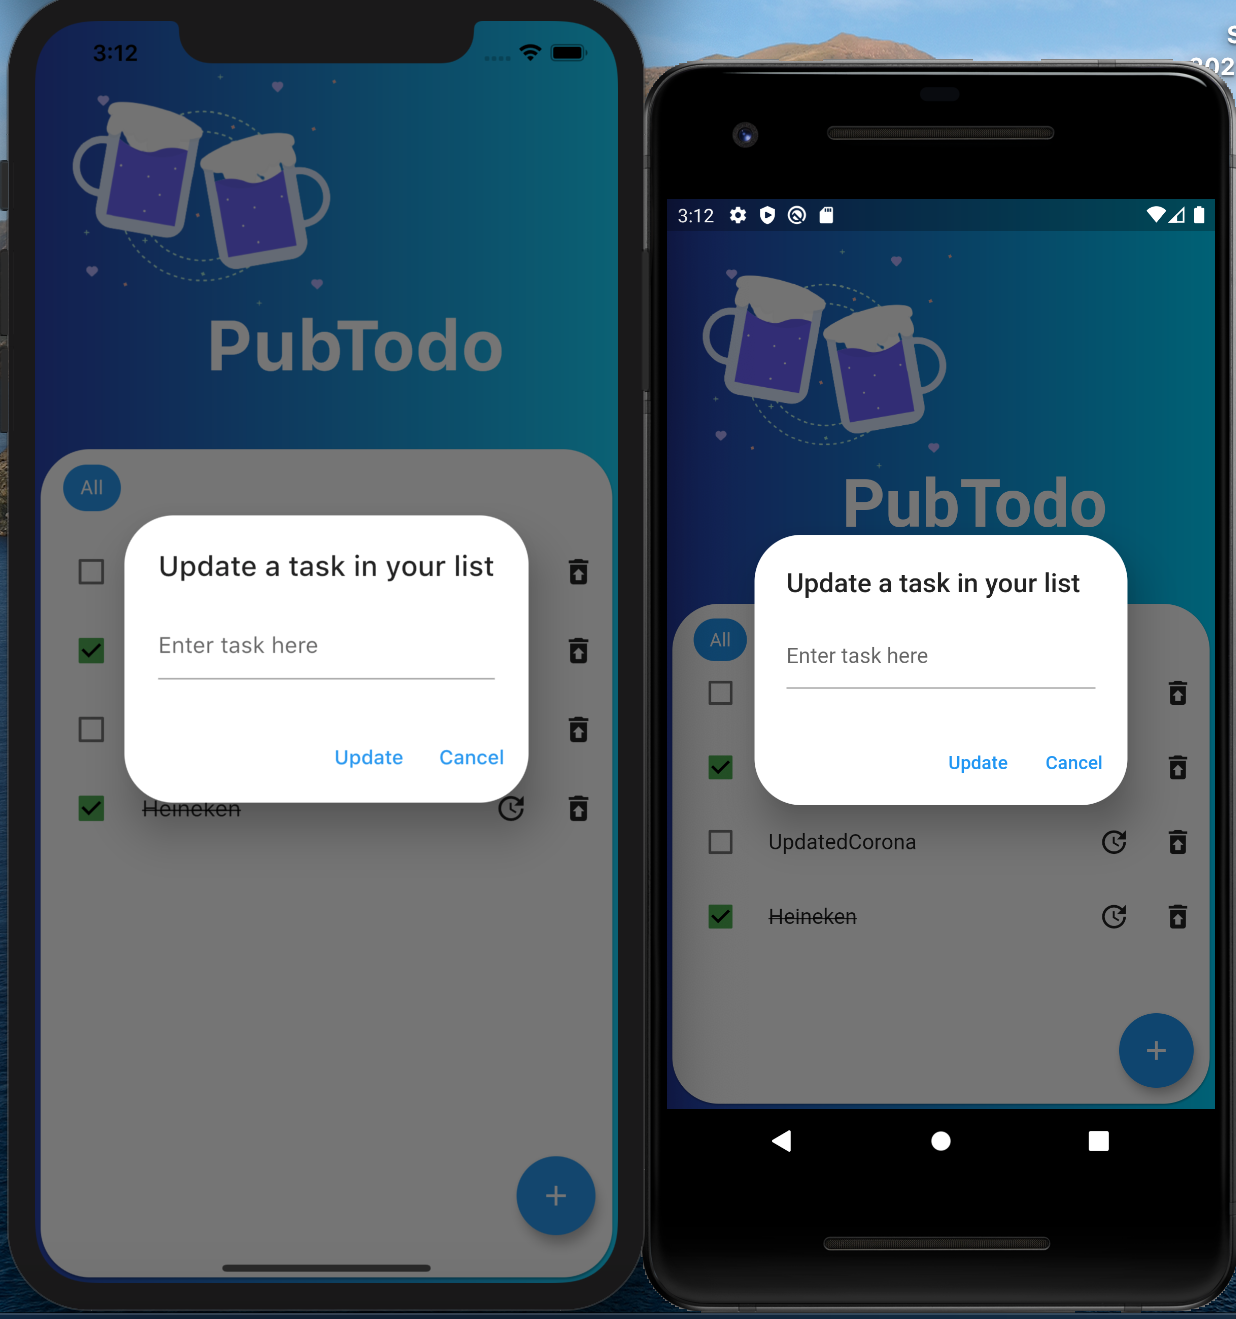 3:12
PubTodo
All
Update a task in your list
Enter task here
Update Cancel
Heineken
S
202
3:12
PubTodo
All
Update a task in your list
Enter task here
Update Cancel
UpdatedCorona
Heineken